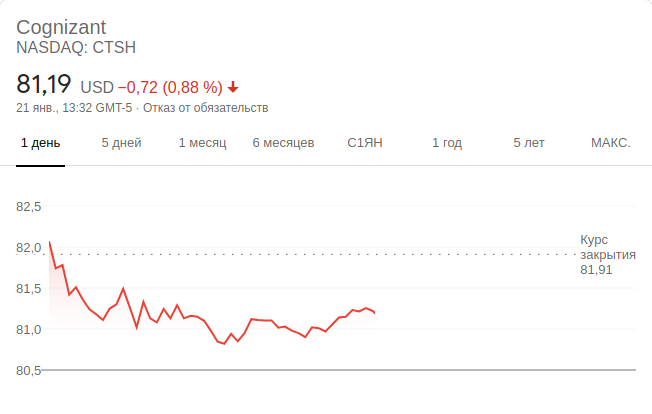 Cognizant
NASDAQ: CTSH
81,19 USD −0,72 (0,88 %)
21 янв., 13:32 GMT-5 · Отказ от обязательств
1 день 5 дней 1 месяц 6 месяцев С1ЯН 1 год 5 лет МАКС.
82,5
82,0
81,5
81,0
80,5
Курс
закрытия
81,91